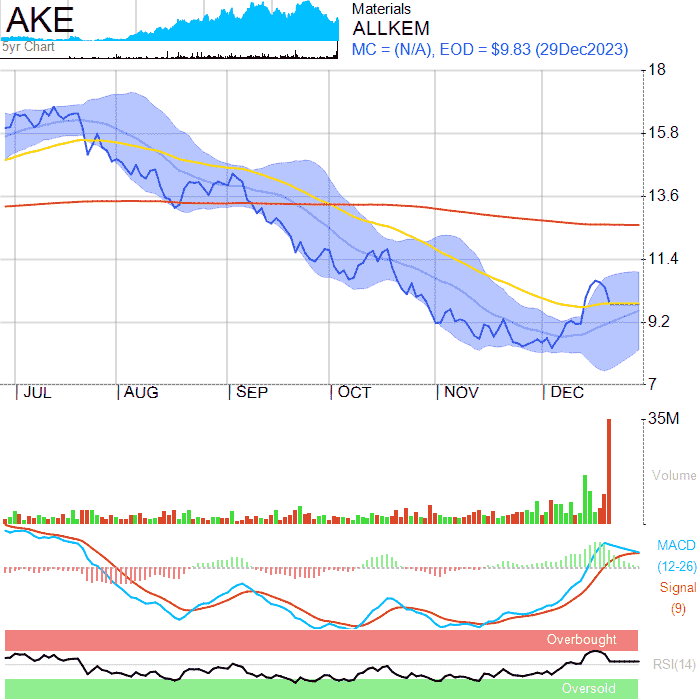 AKE
5yr Chart
Materials
ALLKEM
MC = (N/A), EOD = $9.83 (29Dec2023)
18
15.8
13.6
11.4
9.2
7
JUL AUG SEP OCT NOV DEC
35M
Volume
MACD
(12-26)
Signal
(9)
Overbought
RSI(14)
Oversold